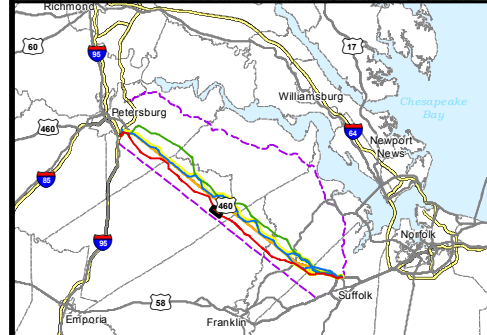 Richmond
60
95
17
Williamsburg
Chesapeake
Bay
Petersburg
64
460
Newport
News
85
460
95
Norfolk
58
Suffolk
Emporia
Franklin